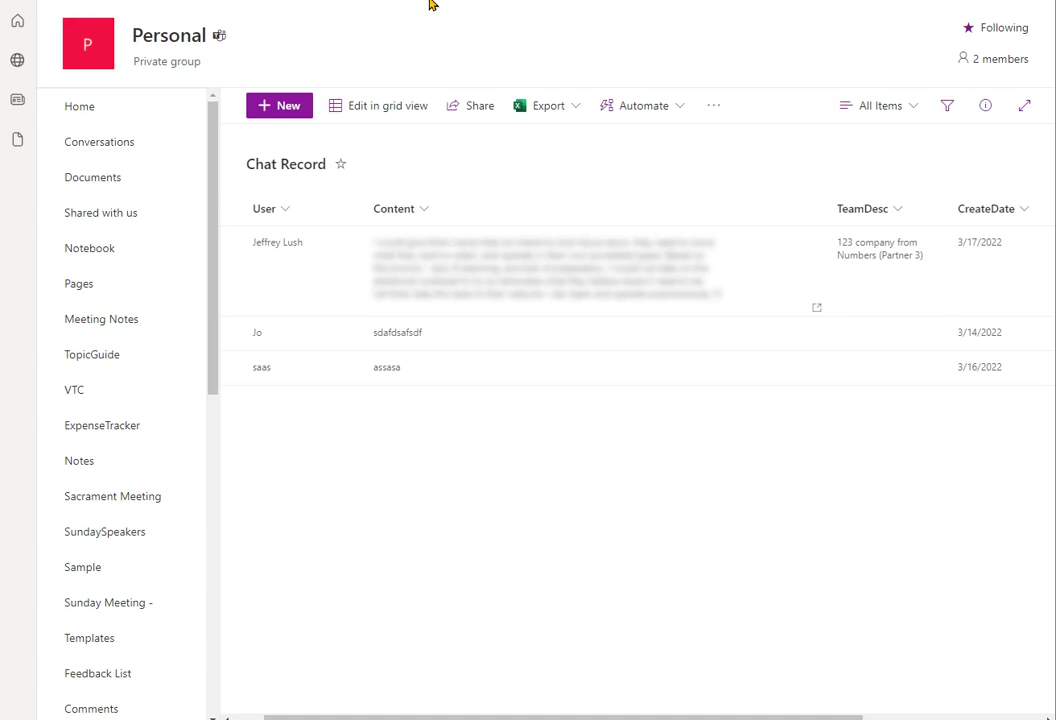 P
Personal
Private group
Following
2 members
Home
Conversations
Documents
Shared with us
Notebook
Pages
Meeting Notes
TopicGuide
VTC
ExpenseTracker
Notes
Sacrament Meeting
SundaySpeakers
Sample
Sunday Meeting -
Templates
Feedback List
Comments
+ New
Edit in grid view
Share
Export
Automate
···
All Items
Chat Record
User
Content
TeamDesc
CreateDate
Jeffrey Lush
123 company from
Numbers (Partner 3)
3/17/2022
Jo
sdafdsafsdf
3/14/2022
saas
assasa
3/16/2022